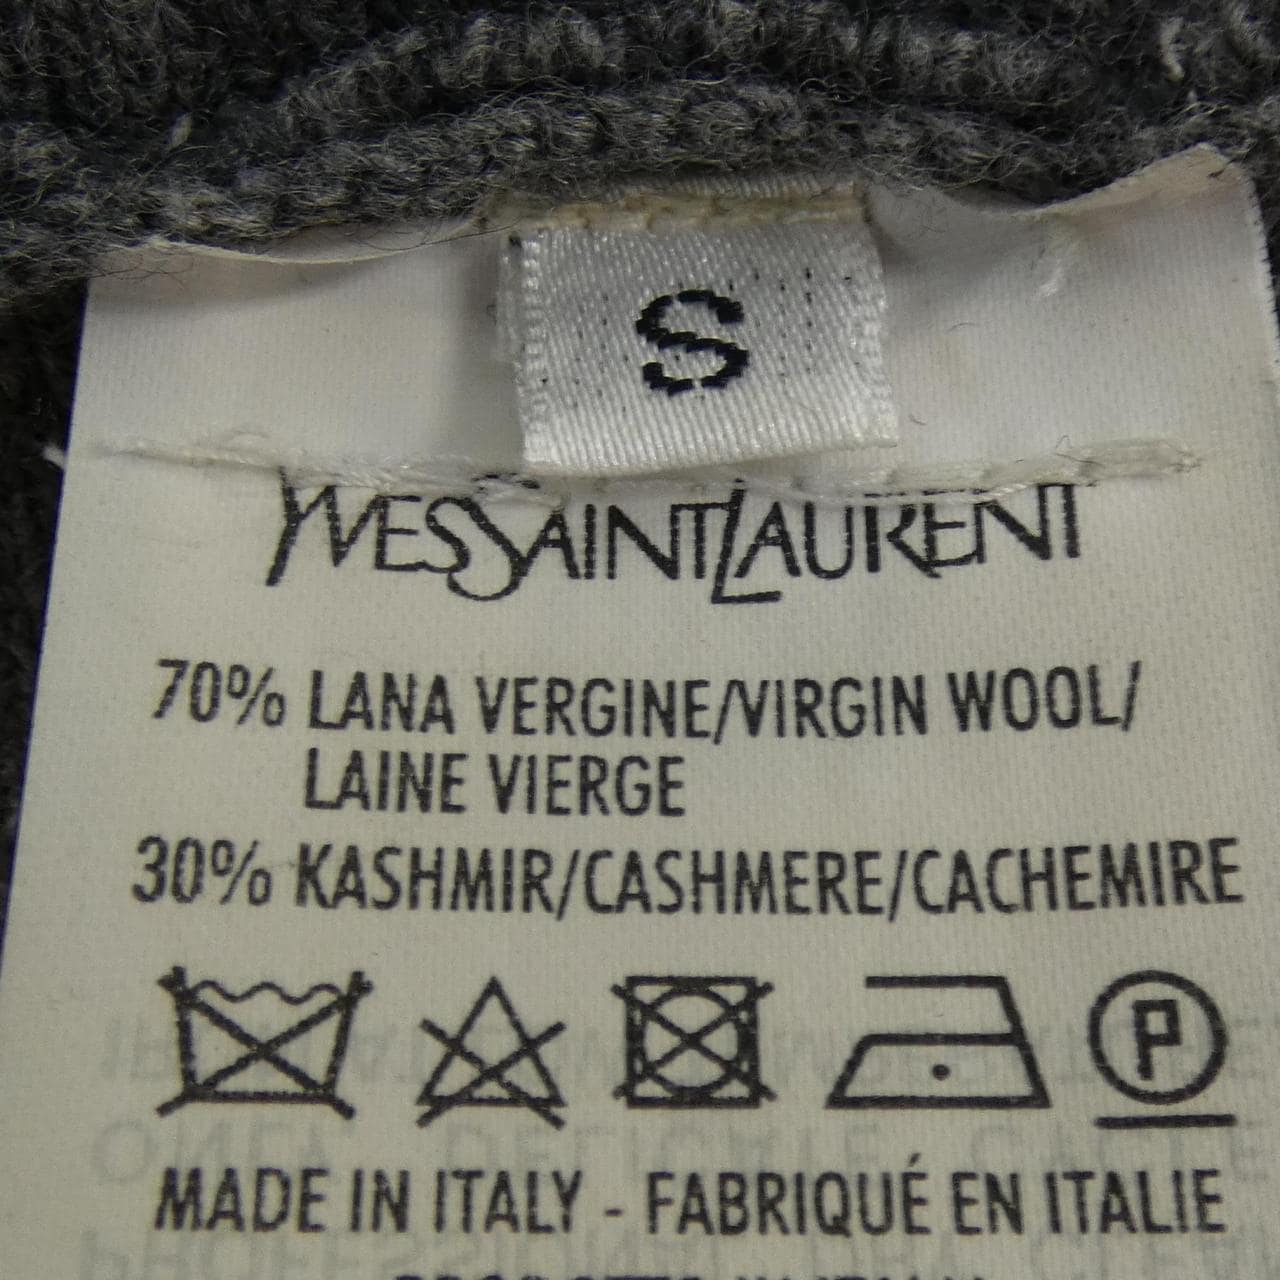 S
YVESSAINTLAURENT
70% LANA VERGINE/VIRGIN WOOL/
LAINE VIERGE
30% KASHMIR/CASHMERE/CACHEMIRE
P
MADE IN ITALY - FABRIQUÉ EN ITALIE